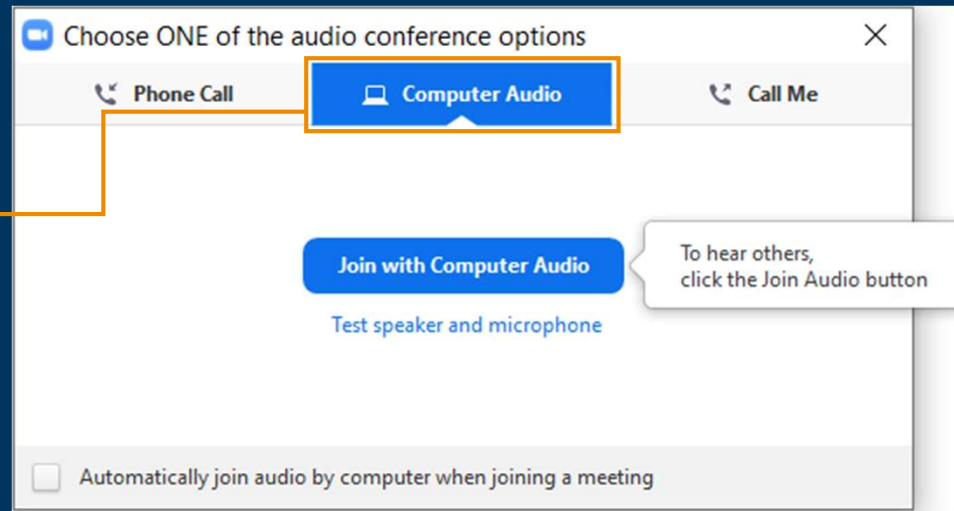 Choose ONE of the audio conference options
Phone Call
Computer Audio
Call Me
Join with Computer Audio
To hear others,
click the Join Audio button
Test speaker and microphone
Automatically join audio by computer when joining a meeting